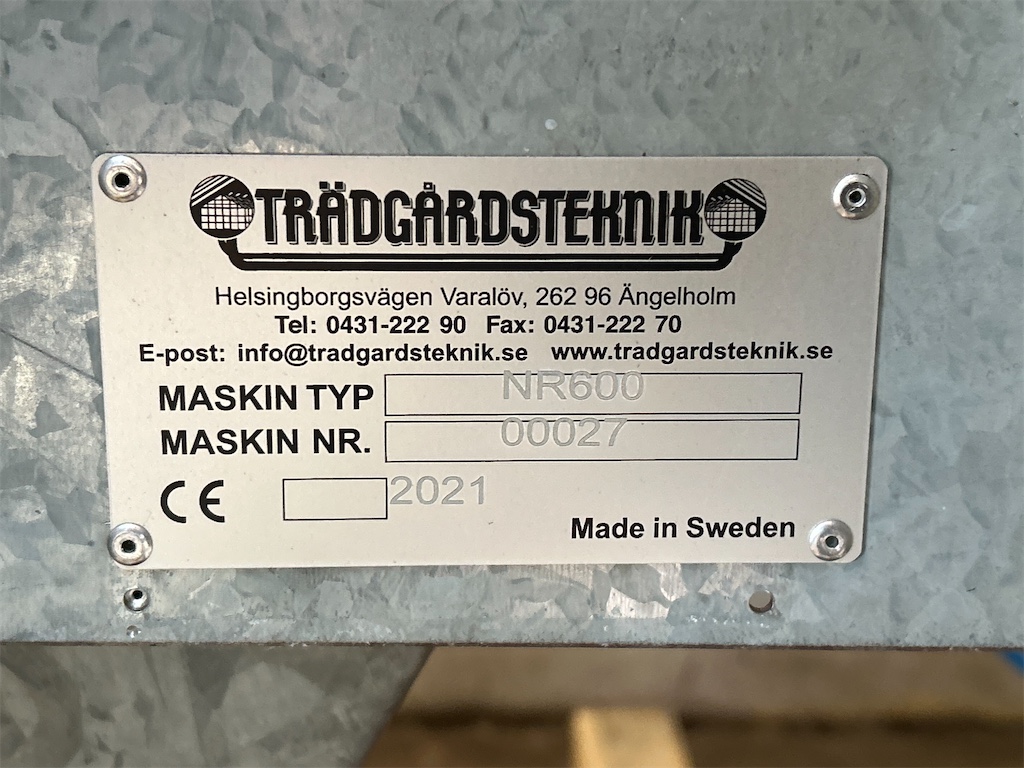 TRÄDGÅRDSTEKNIK
Helsingborgsvägen Varalöv, 262 96 Ängelholm
Tel: 0431-222 90 Fax: 0431-222 70
E-post: info@tradgardsteknik.se www.tradgardsteknik.se
MASKIN TYP NR600
MASKIN NR. 00027
CE 2021
Made in Sweden